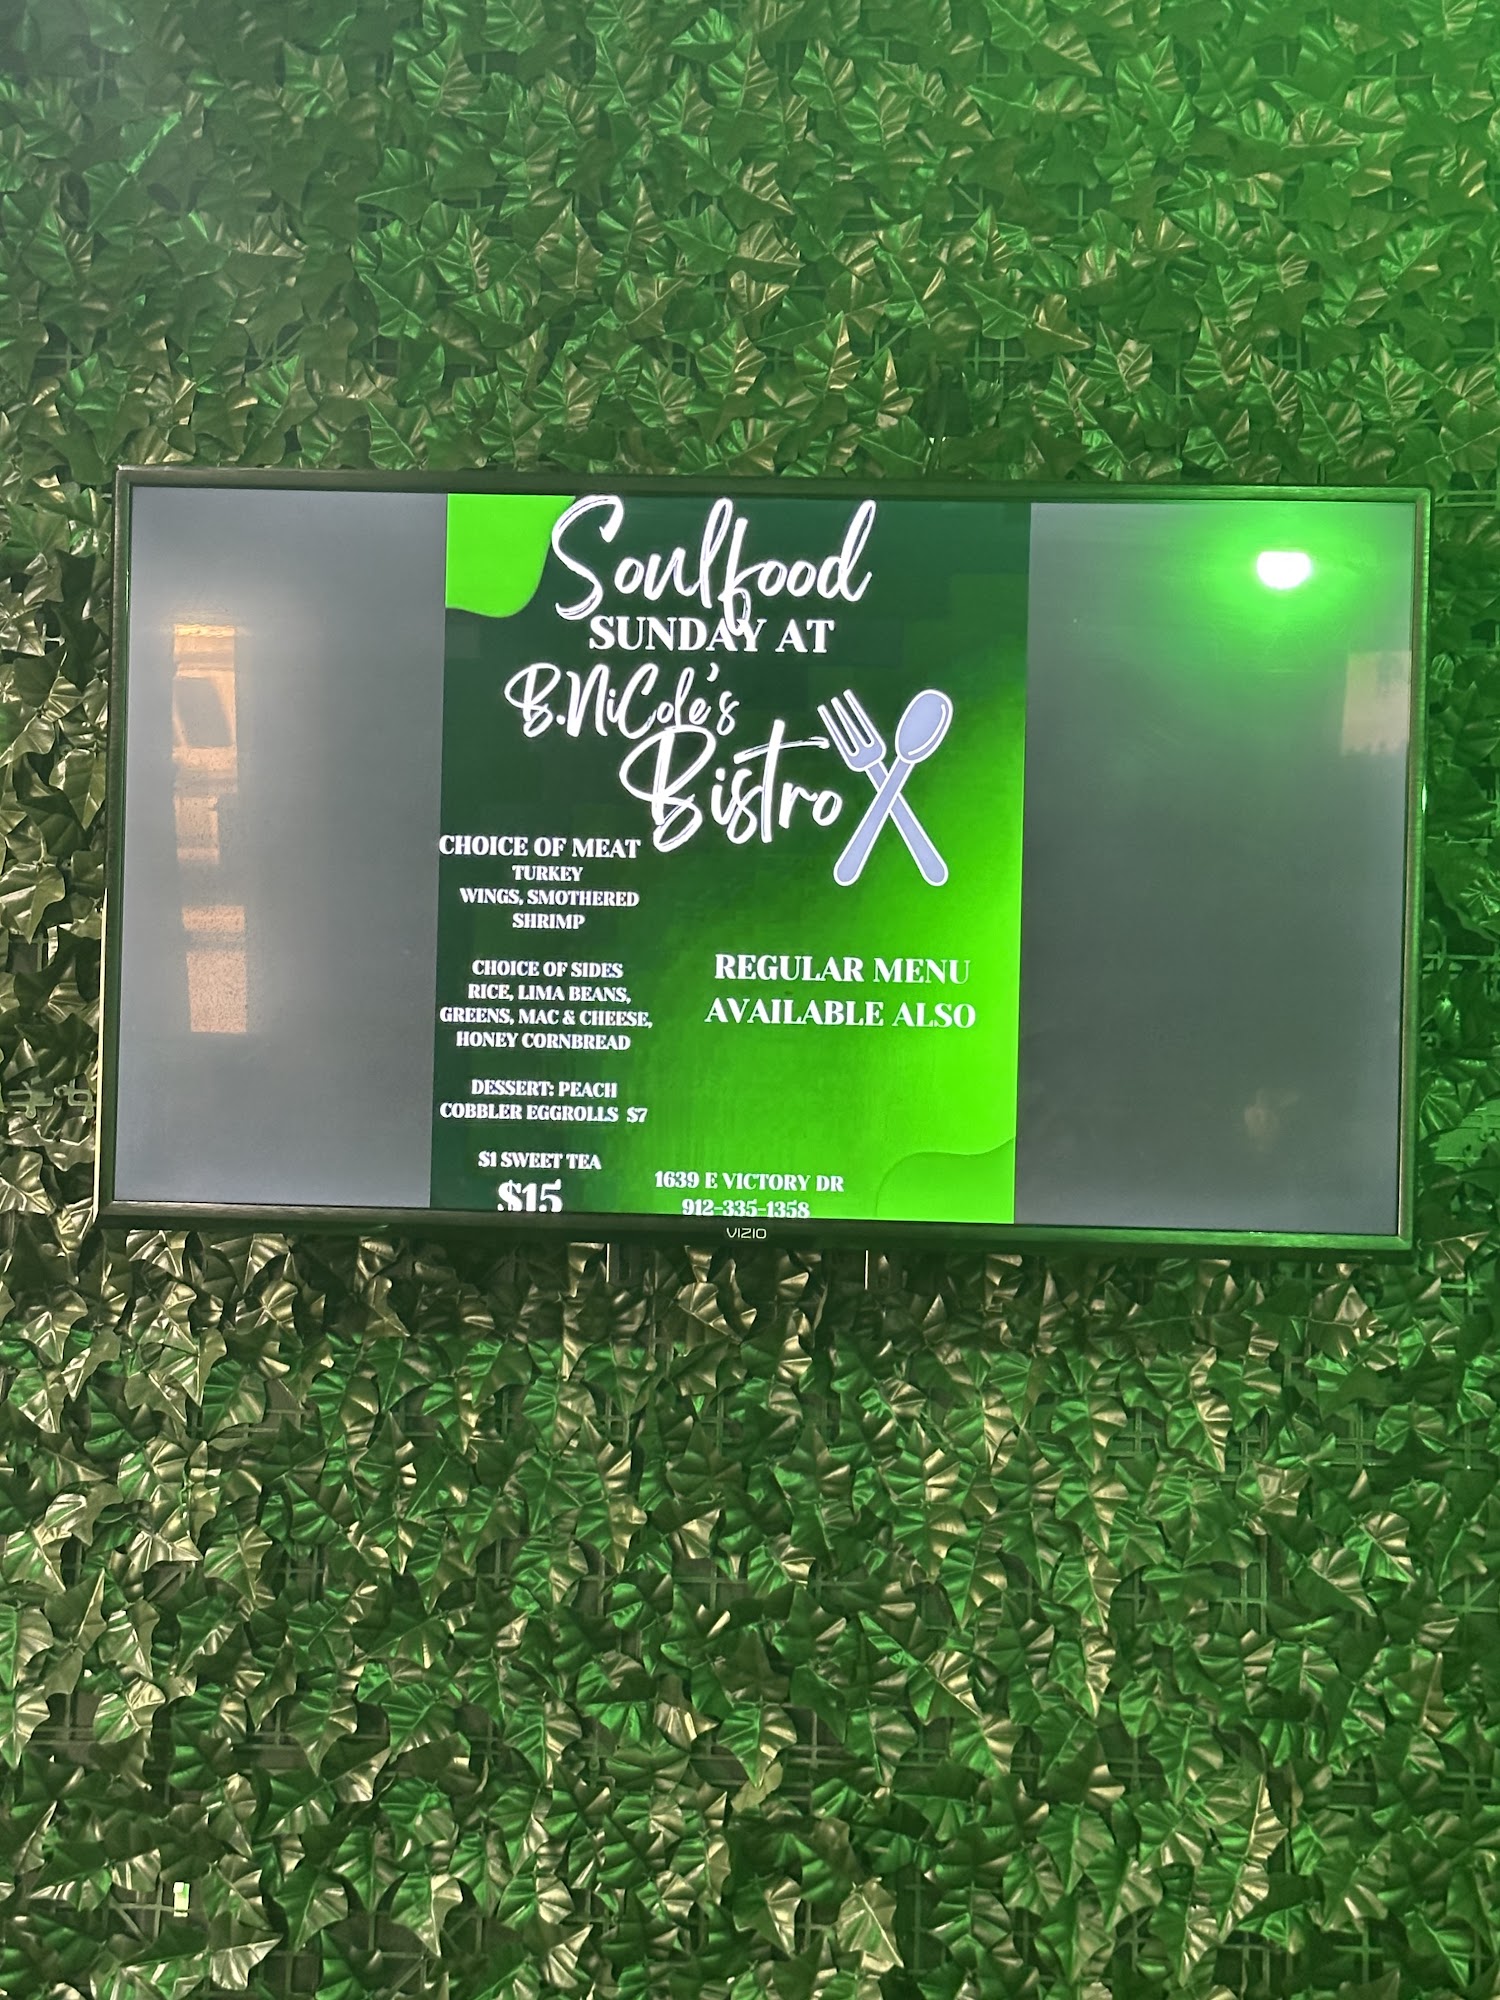 Soulfood
SUNDAY AT
B.NiCole's
Bistro
CHOICE OF MEAT
TURKEY
WINGS, SMOTHERED
SHRIMP
CHOICE OF SIDES
RICE, LIMA BEANS,
GREENS, MAC & CHEESE,
HONEY CORNBREAD
DESSERT: PEACH
COBBLER EGGROLLS $7
$1 SWEET TEA
$15
REGULAR MENU
AVAILABLE ALSO
1639 E VICTORY DR
912-335-1358
VIZIO